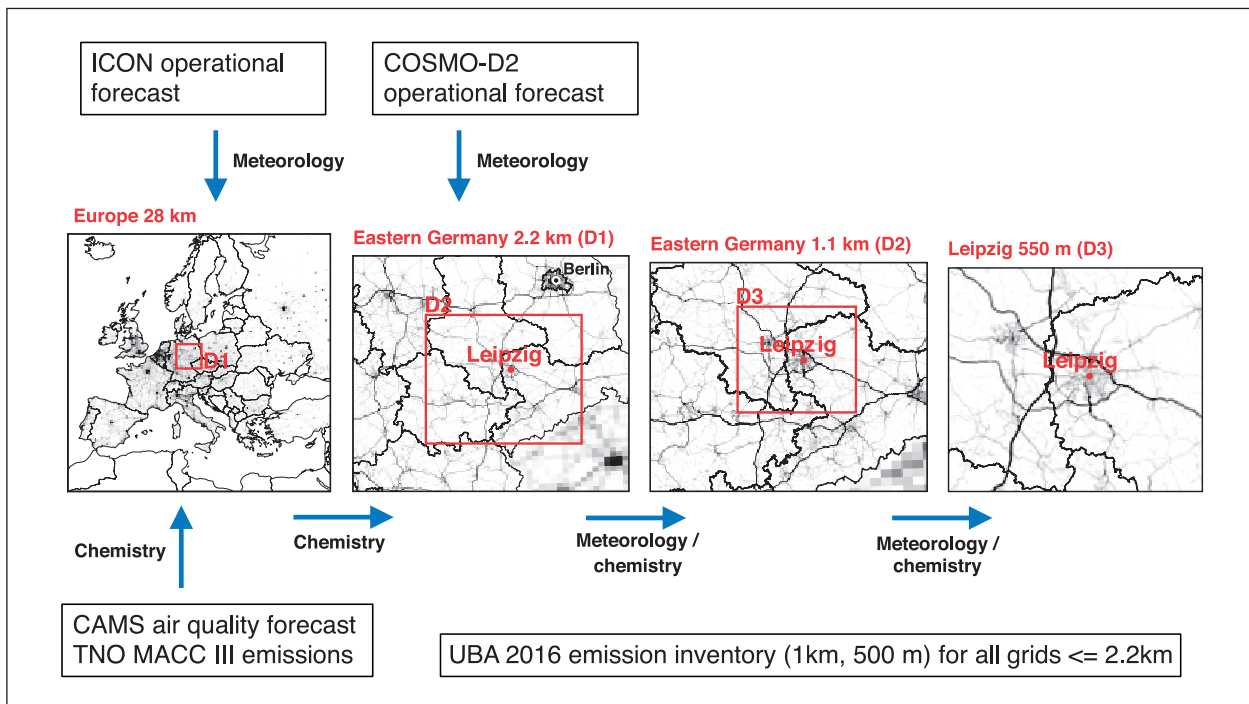 ICON operational
forecast
COSMO-D2
operational forecast
Meteorology
Meteorology
Europe 28 km
Eastern Germany 2.2 km (D1)
Eastern Germany 1.1 km (D2)
Leipzig 550 m (D3)
D1
Berlin
D2
Leipzig
D3
Leipzig
Leipzig
Chemistry
Chemistry
Meteorology /
chemistry
Meteorology /
chemistry
CAMS air quality forecast
TNO MACC III emissions
UBA 2016 emission inventory (1km, 500 m) for all grids <= 2.2km